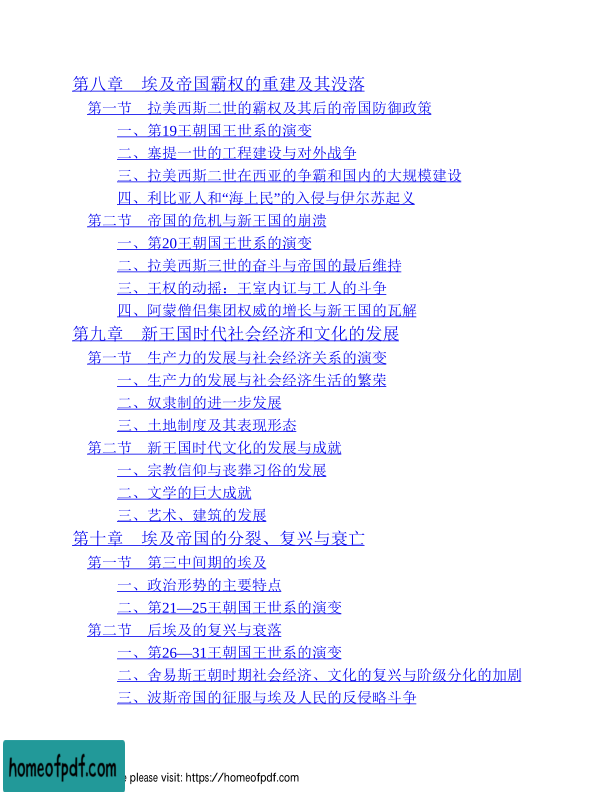 第八章　埃及帝国霸权的重建及其没落
第一节　拉美西斯二世的霸权及其后的帝国防御政策
一、第19王朝国王世系的演变
二、塞提一世的工程建设与对外战争
三、拉美西斯二世在西亚的争霸和国内的大规模建设
四、利比亚人和“海上民”的入侵与伊尔苏起义
第二节　帝国的危机与新王国的崩溃
一、第20王朝国王世系的演变
二、拉美西斯三世的奋斗与帝国的最后维持
三、王权的动摇：王室内讧与工人的斗争
四、阿蒙僧侣集团权威的增长与新王国的瓦解
第九章　新王国时代社会经济和文化的发展
第一节　生产力的发展与社会经济关系的演变
一、生产力的发展与社会经济生活的繁荣
二、奴隶制的进一步发展
三、土地制度及其表现形态
第二节　新王国时代文化的发展与成就
一、宗教信仰与丧葬习俗的发展
二、文学的巨大成就
三、艺术、建筑的发展
第十章　埃及帝国的分裂、复兴与衰亡
第一节　第三中间期的埃及
一、政治形势的主要特点
二、第21—25王朝国王世系的演变
第二节　后埃及的复兴与衰落
一、第26—31王朝国王世系的演变
二、舍易斯王朝时期社会经济、文化的复兴与阶级分化的加剧
三、波斯帝国的征服与埃及人民的反侵略斗争
homeofpdf.com
e please visit: https://homeofpdf.com